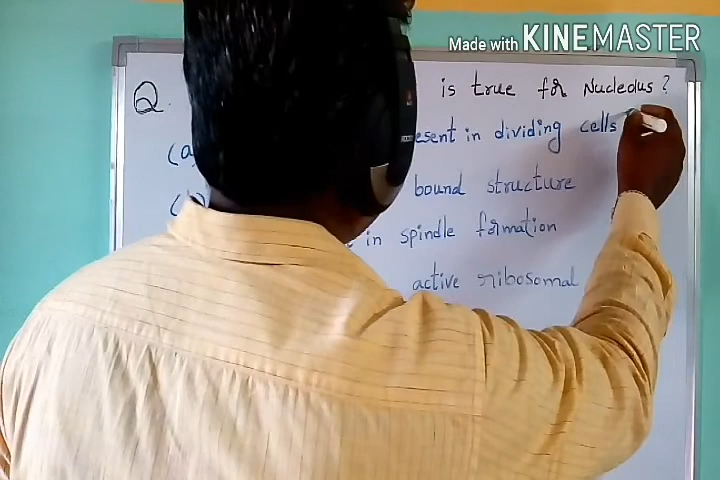 Made with KINEMASTER
Q. is true for Nucleolus?
(a) esent in dividing cells
(b) bound structure
in spindle formation
active ribosomal